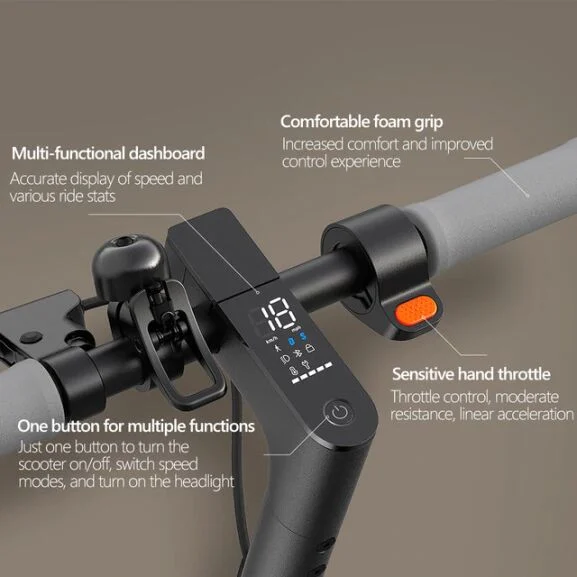 Comfortable foam grip
Increased comfort and improved
control experience
Multi-functional dashboard
Accurate display of speed and
various ride stats
18
km/h mph
D S
Sensitive hand throttle
Throttle control, moderate
resistance, linear acceleration
One button for multiple functions
Just one button to turn the
scooter on/off, switch speed
modes, and turn on the headlight